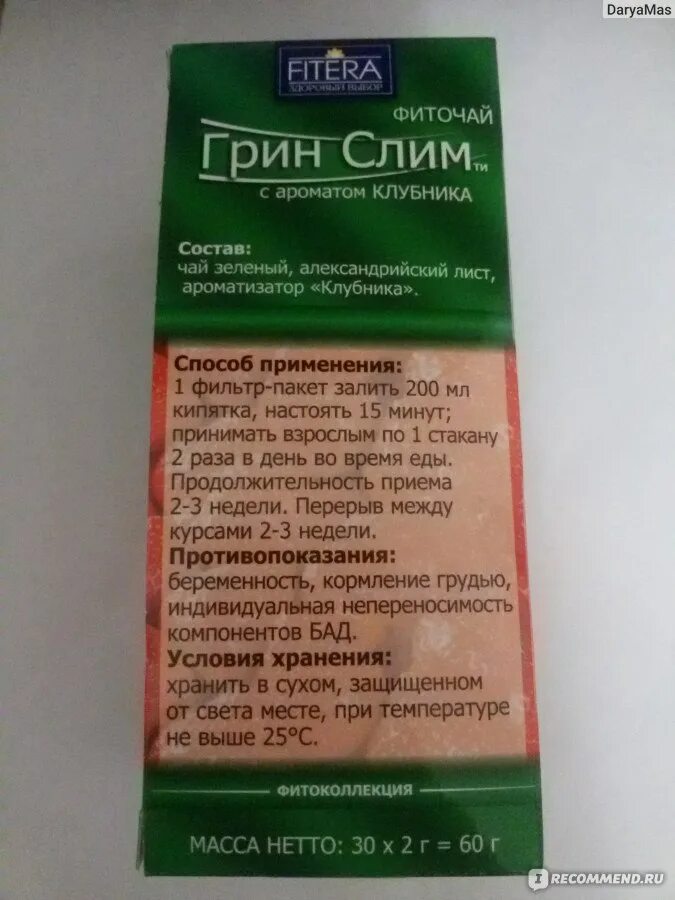 DaryaMas
FITERA
ЗДОРОВЫЙ ВЫБОР
ФИТОЧАЙ
Грин Слим ТИ
с ароматом КЛУБНИКА
Состав:
чай зеленый, александрийский лист,
ароматизатор «Клубника».
Способ применения:
1 фильтр-пакет залить 200 мл
кипятка, настоять 15 минут;
принимать взрослым по 1 стакану
2 раза в день во время еды.
Продолжительность приема
2-3 недели. Перерыв между
курсами 2-3 недели.
Противопоказания:
беременность, кормление грудью,
индивидуальная непереносимость
компонентов БАД.
Условия хранения:
хранить в сухом, защищенном
от света месте, при температуре
не выше 25°С.
ФИТОКОЛЛЕКЦИЯ
МАССА НЕТТО: 30 х 2 г = 60 г
IRECOMMEND.RU